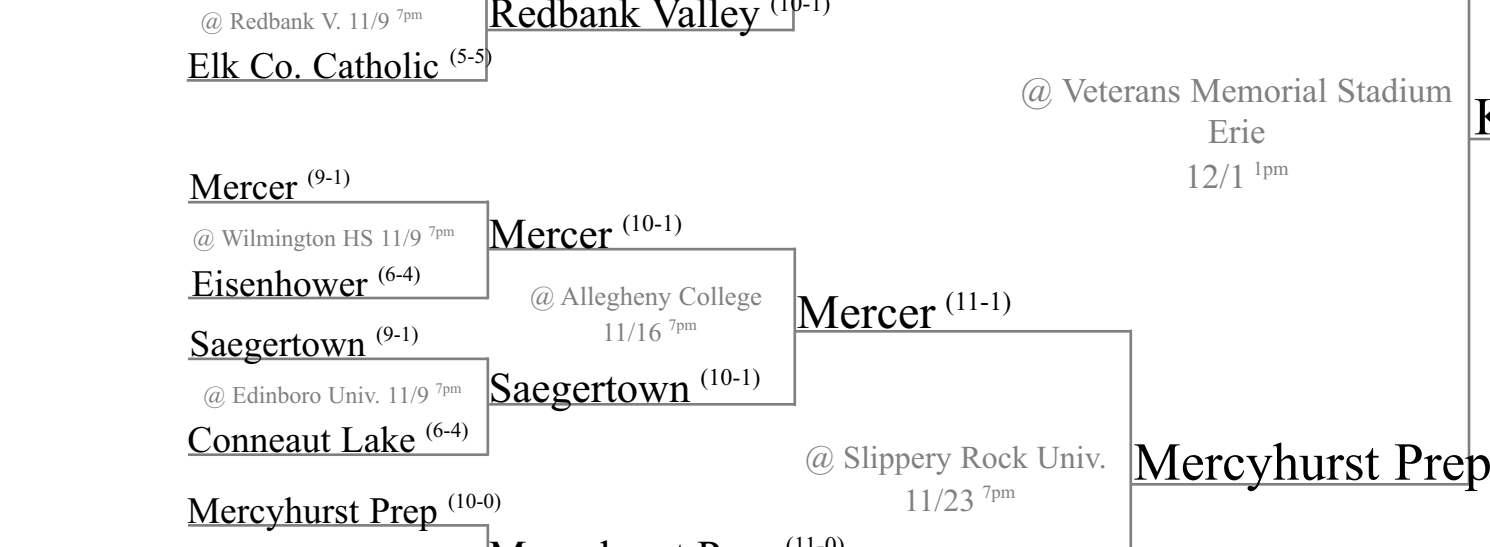 Redbank Valley (10-1)
@ Redbank V. 11/9 7pm
Elk Co. Catholic (5-5)
@ Veterans Memorial Stadium
Erie
12/1 1pm
Mercer (9-1)
Mercer (10-1)
@ Wilmington HS 11/9 7pm
Eisenhower (6-4)
@ Allegheny College
11/16 7pm
Mercer (11-1)
Saegertown (9-1)
Saegertown (10-1)
@ Edinboro Univ. 11/9 7pm
Conneaut Lake (6-4)
@ Slippery Rock Univ.
11/23 7pm
Mercyhurst Prep
Mercyhurst Prep (10-0)
(11-0)